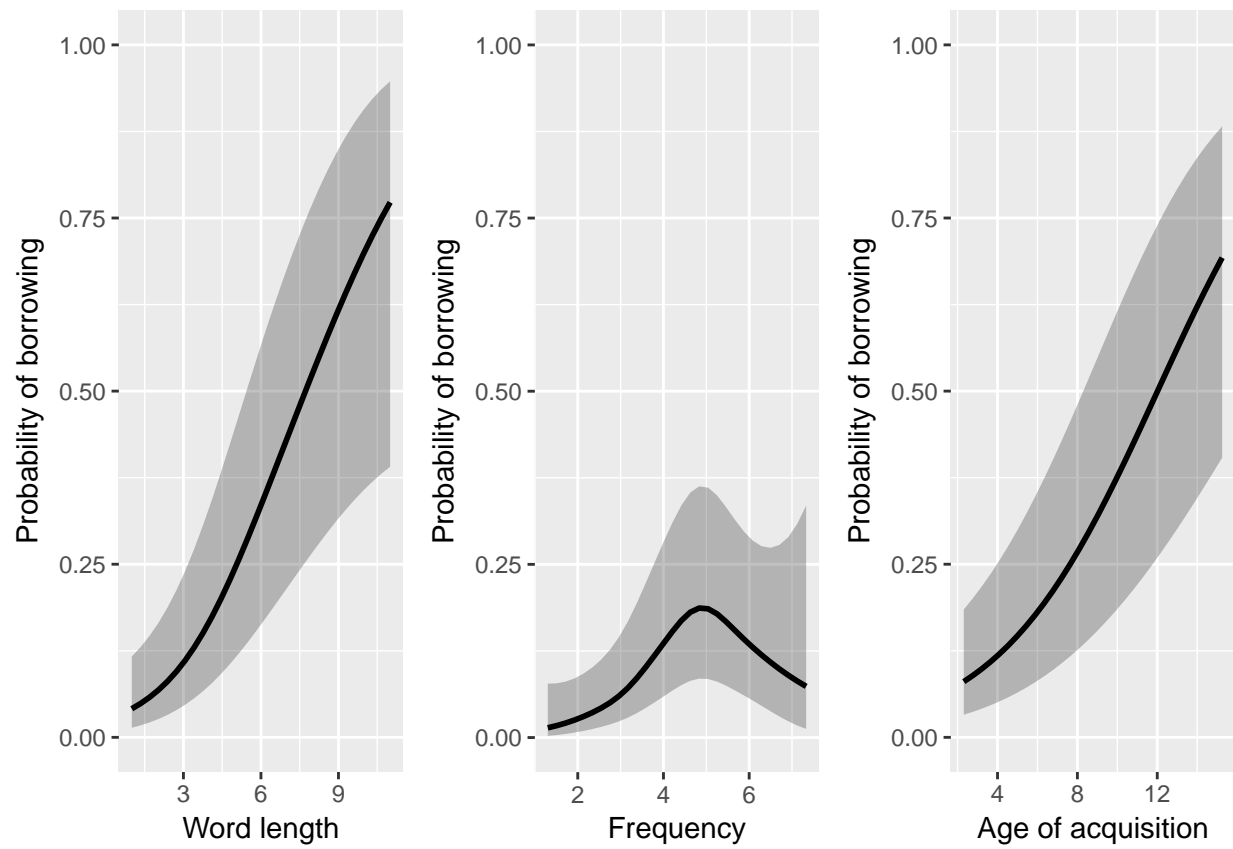 Probability of borrowing
1.00
0.75
0.50
0.25
0.00
3 6 9
Word length
Probability of borrowing
1.00
0.75
0.50
0.25
0.00
2 4 6
Frequency
Probability of borrowing
1.00
0.75
0.50
0.25
0.00
4 8 12
Age of acquisition